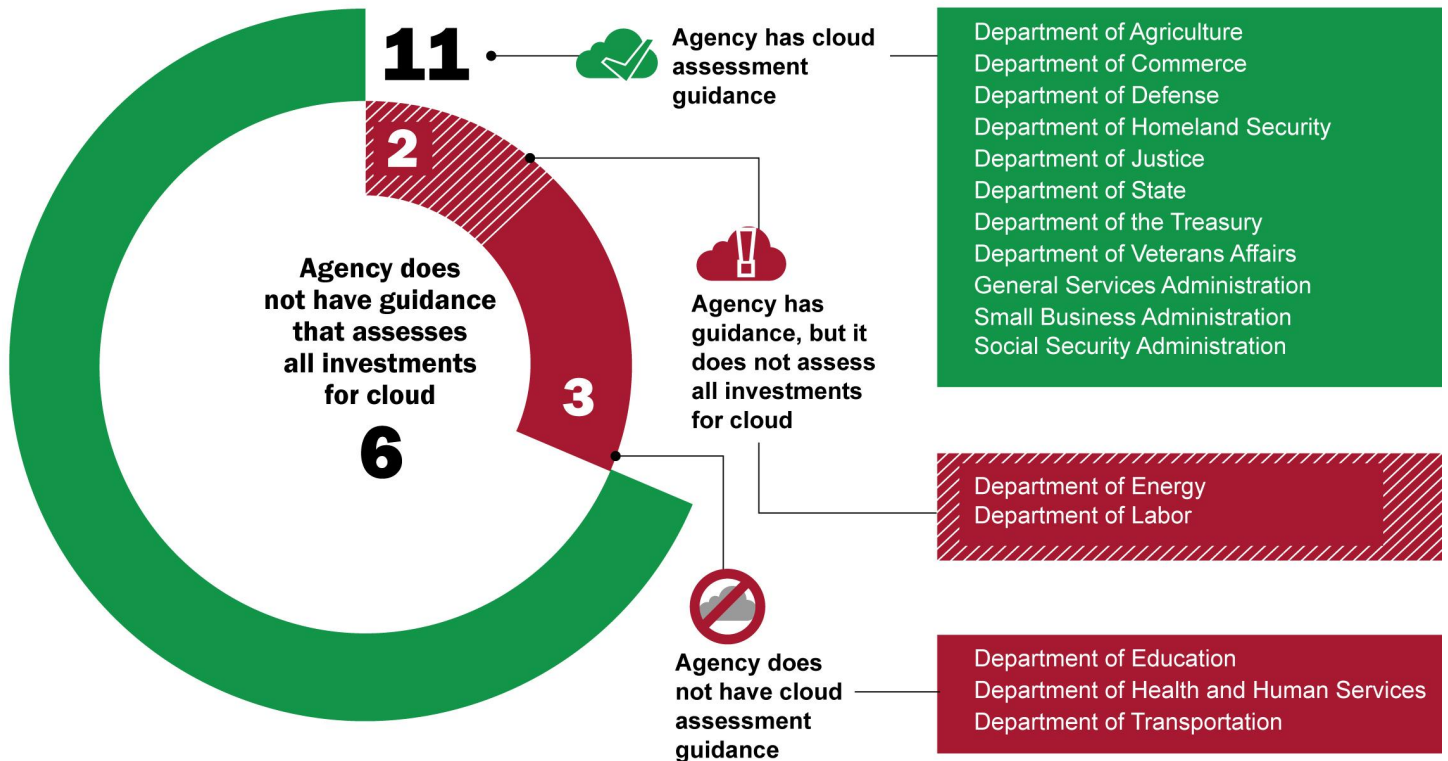 11
Agency has cloud
assessment
guidance
Department of Agriculture
Department of Commerce
Department of Defense
Department of Homeland Security
Department of Justice
Department of State
Department of the Treasury
Department of Veterans Affairs
General Services Administration
Small Business Administration
Social Security Administration
2
3
Agency does
not have guidance
that assesses
all investments
for cloud
6
Agency has
guidance, but it
does not assess
all investments
for cloud
Department of Energy
Department of Labor
Agency does
not have cloud
assessment
guidance
Department of Education
Department of Health and Human Services
Department of Transportation